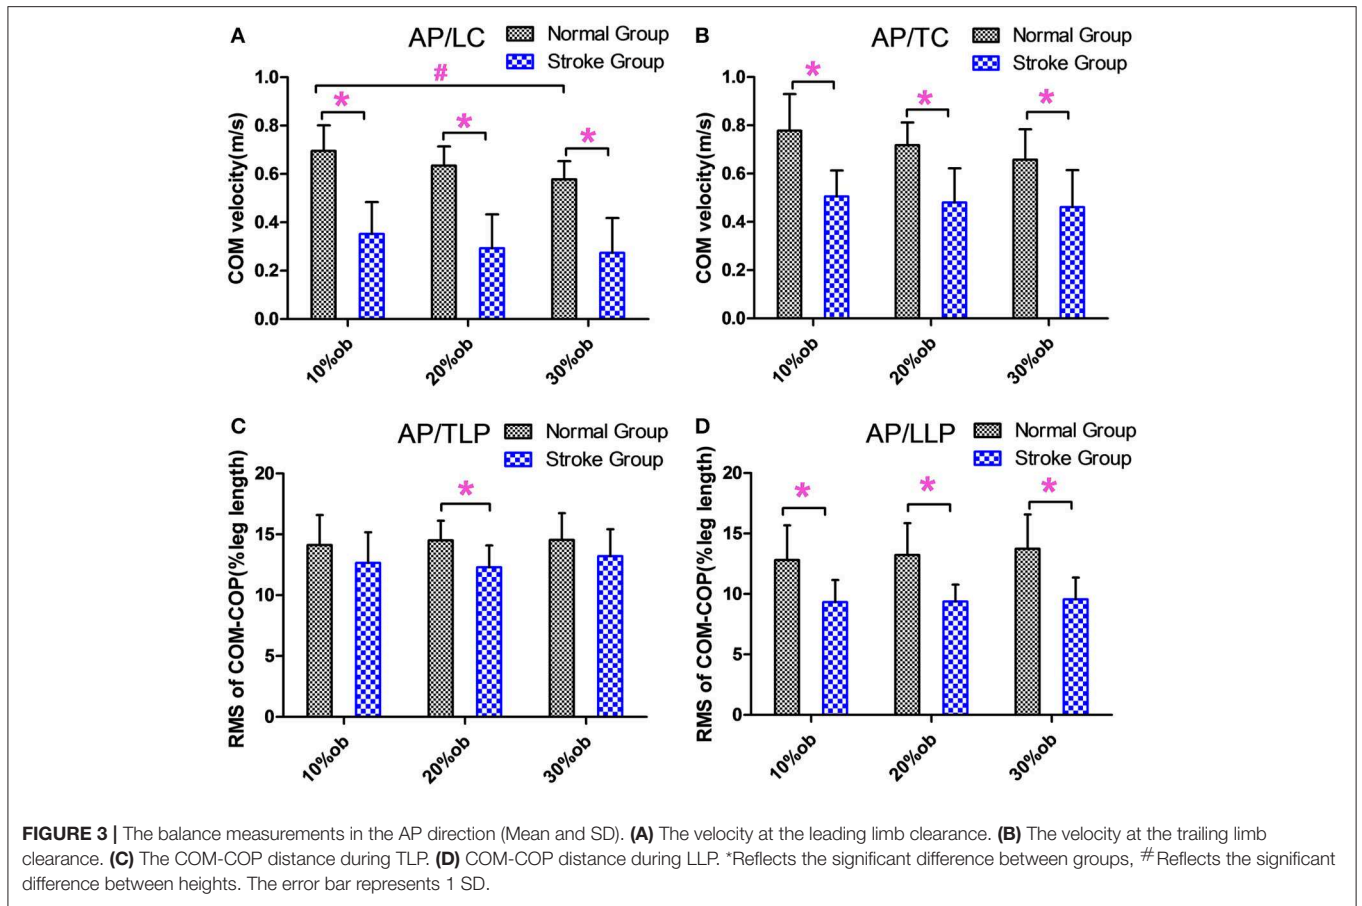 A
AP/LC
Normal Group
Stroke Group
COM velocity(m/s)
1.0
0.8
0.6
0.4
0.2
0.0
#
*
*
*
10%ob
20%ob
30%ob
B
AP/TC
Normal Group
Stroke Group
COM velocity(m/s)
1.0
0.8
0.6
0.4
0.2
0.0
*
*
*
10%ob
20%ob
30%ob
C
AP/TLP
Normal Group
Stroke Group
RMS of COM-COP(%leg length)
20
15
10
5
0
*
10%ob
20%ob
30%ob
D
AP/LLP
Normal Group
Stroke Group
RMS of COM-COP(%leg length)
20
15
10
5
0
*
*
*
10%ob
20%ob
30%ob
FIGURE 3 | The balance measurements in the AP direction (Mean and SD). (A) The velocity at the leading limb clearance. (B) The velocity at the trailing limb
clearance. (C) The COM-COP distance during TLP. (D) COM-COP distance during LLP. *Reflects the significant difference between groups, #Reflects the significant
difference between heights. The error bar represents 1 SD.